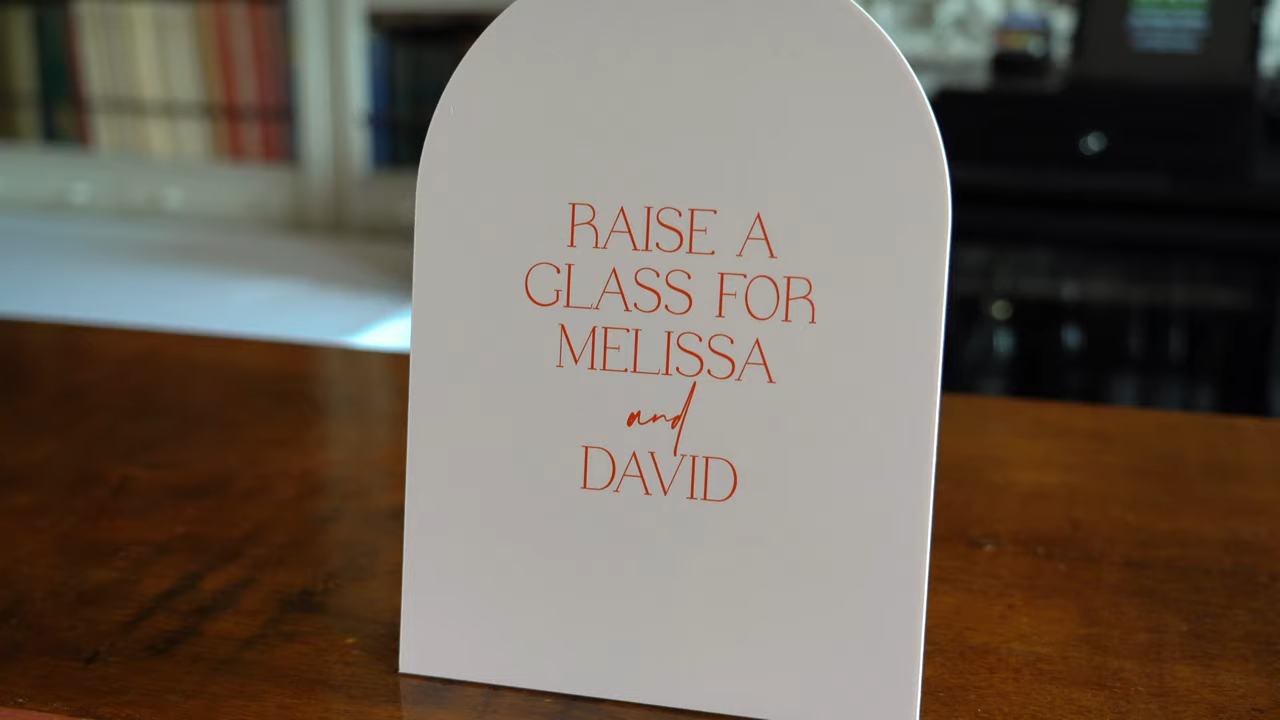 RAISE A
GLASS FOR
MELISSA
and
DAVID